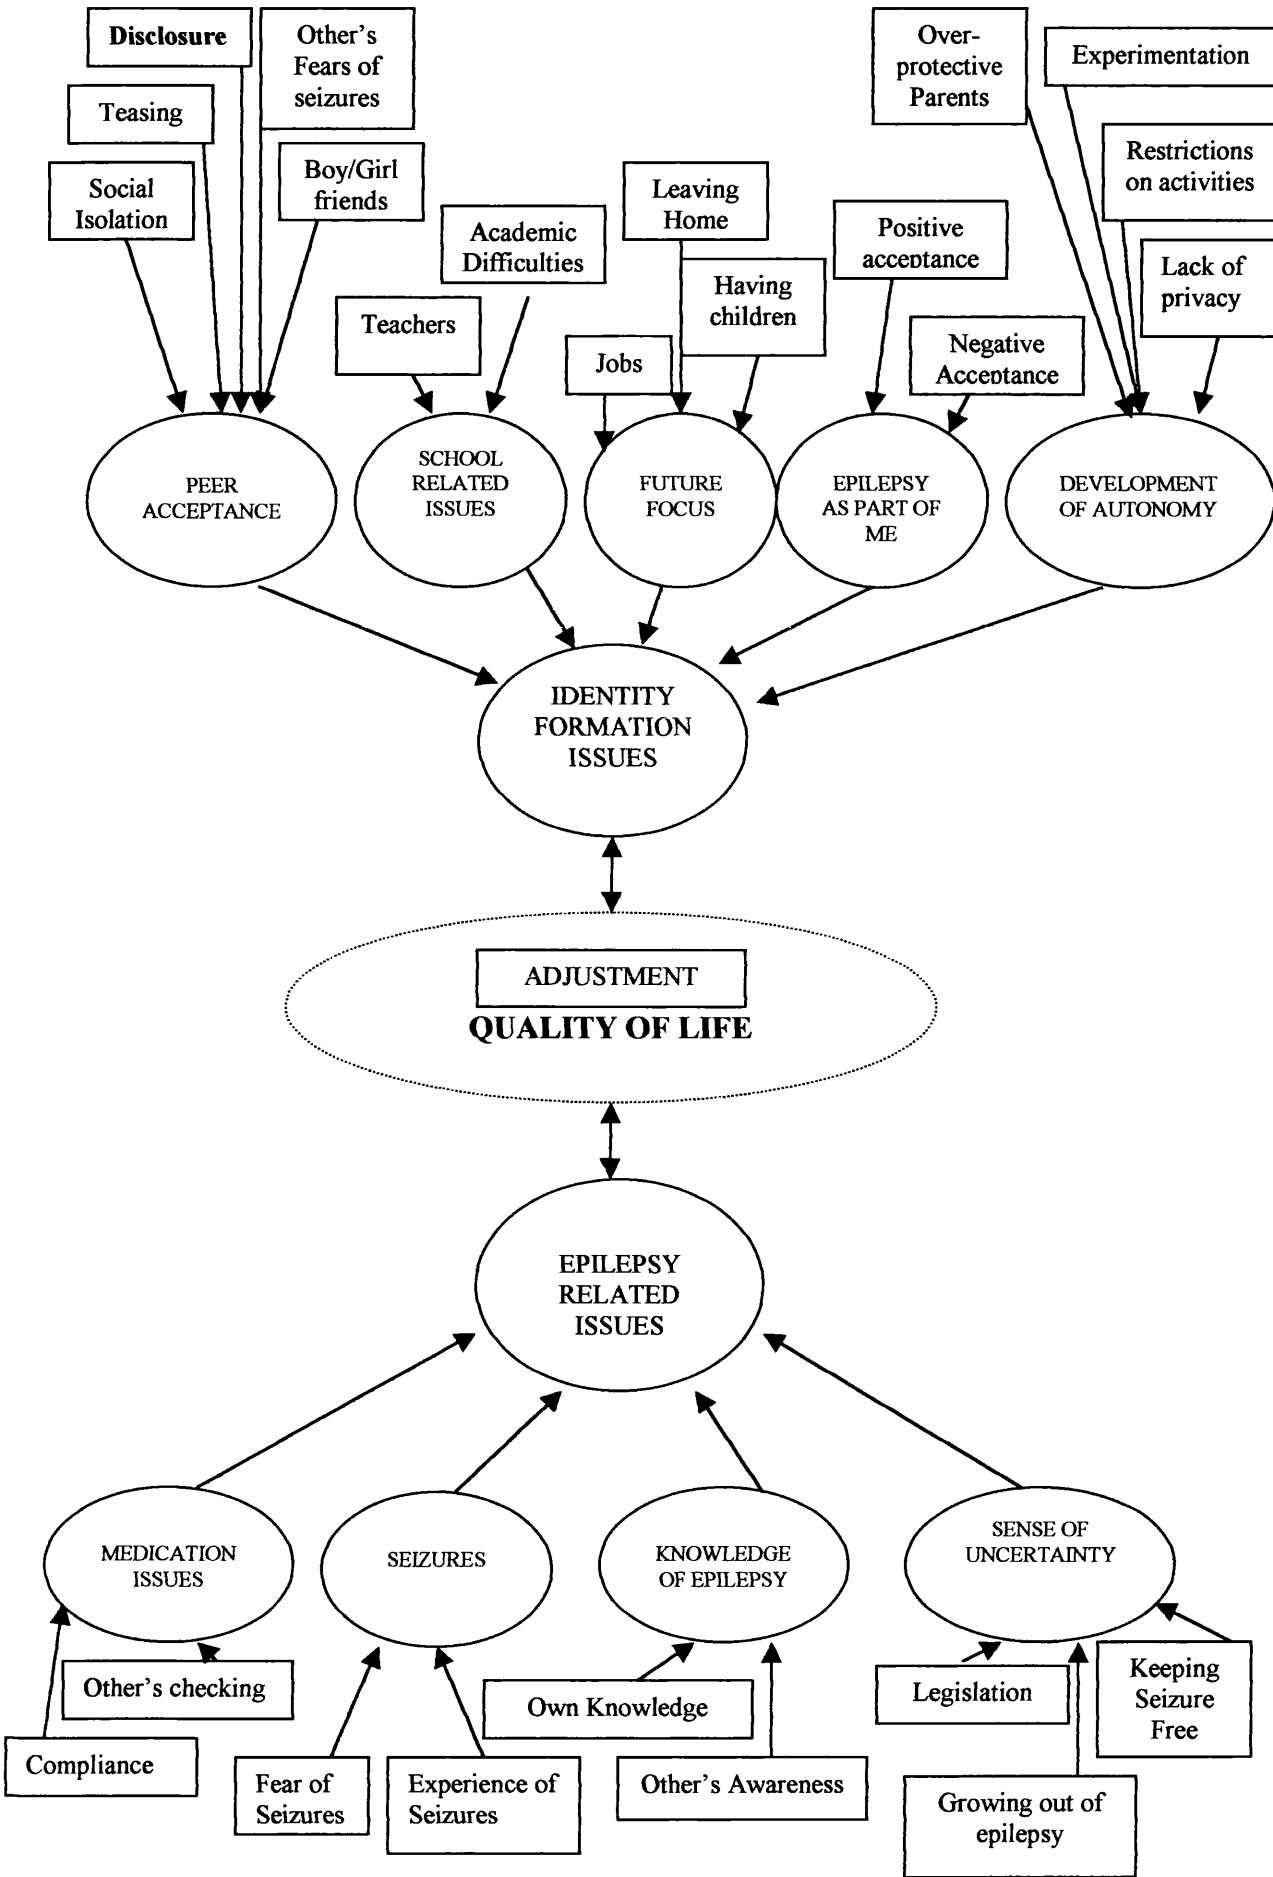 Disclosure
Other's
Fears of
seizures
Over-
protective
Parents
Experimentation
Teasing
Restrictions
on activities
Social
Isolation
Boy/Girl
friends
Leaving
Home
Academic
Difficulties
Positive
acceptance
Lack of
privacy
Having
children
Teachers
Jobs
Negative
Acceptance
PEER
ACCEPTANCE
SCHOOL
RELATED
ISSUES
FUTURE
FOCUS
EPILEPSY
AS PART OF
ME
DEVELOPMENT
OF AUTONOMY
IDENTITY
FORMATION
ISSUES
ADJUSTMENT
QUALITY OF LIFE
EPILEPSY
RELATED
ISSUES
MEDICATION
ISSUES
SEIZURES
KNOWLEDGE
OF EPILEPSY
SENSE OF
UNCERTAINTY
Other's checking
Own Knowledge
Legislation
Keeping
Seizure
Free
Compliance
Fear of
Seizures
Experience of
Seizures
Other's Awareness
Growing out of
epilepsy